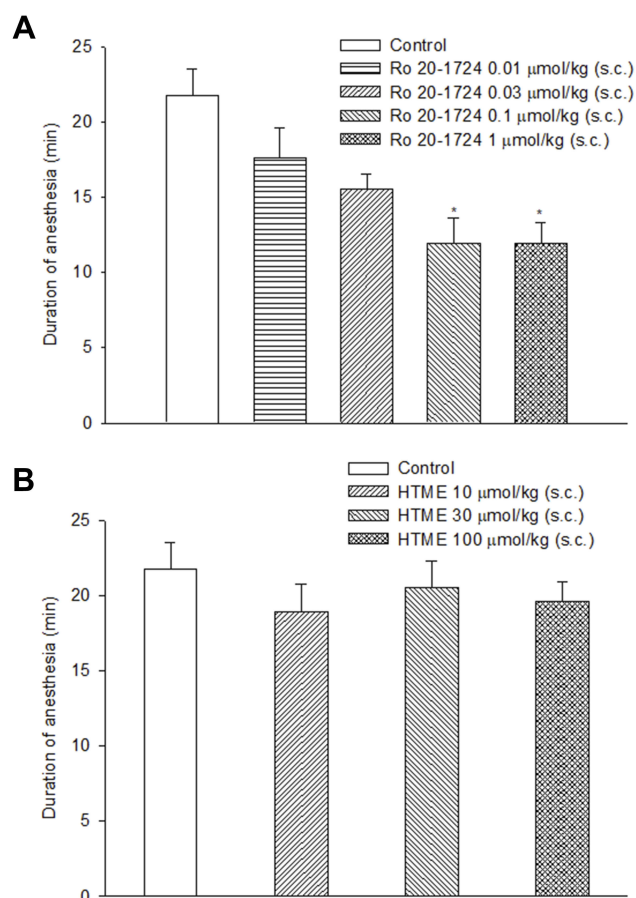 A
Control
Ro 20-1724 0.01 μmol/kg (s.c.)
Ro 20-1724 0.03 μmol/kg (s.c.)
Ro 20-1724 0.1 μmol/kg (s.c.)
Ro 20-1724 1 μmol/kg (s.c.)
Duration of anesthesia (min)
25
20
15
10
5
0
*
*
B
Control
HTME 10 μmol/kg (s.c.)
HTME 30 μmol/kg (s.c.)
HTME 100 μmol/kg (s.c.)
Duration of anesthesia (min)
25
20
15
10
5
0